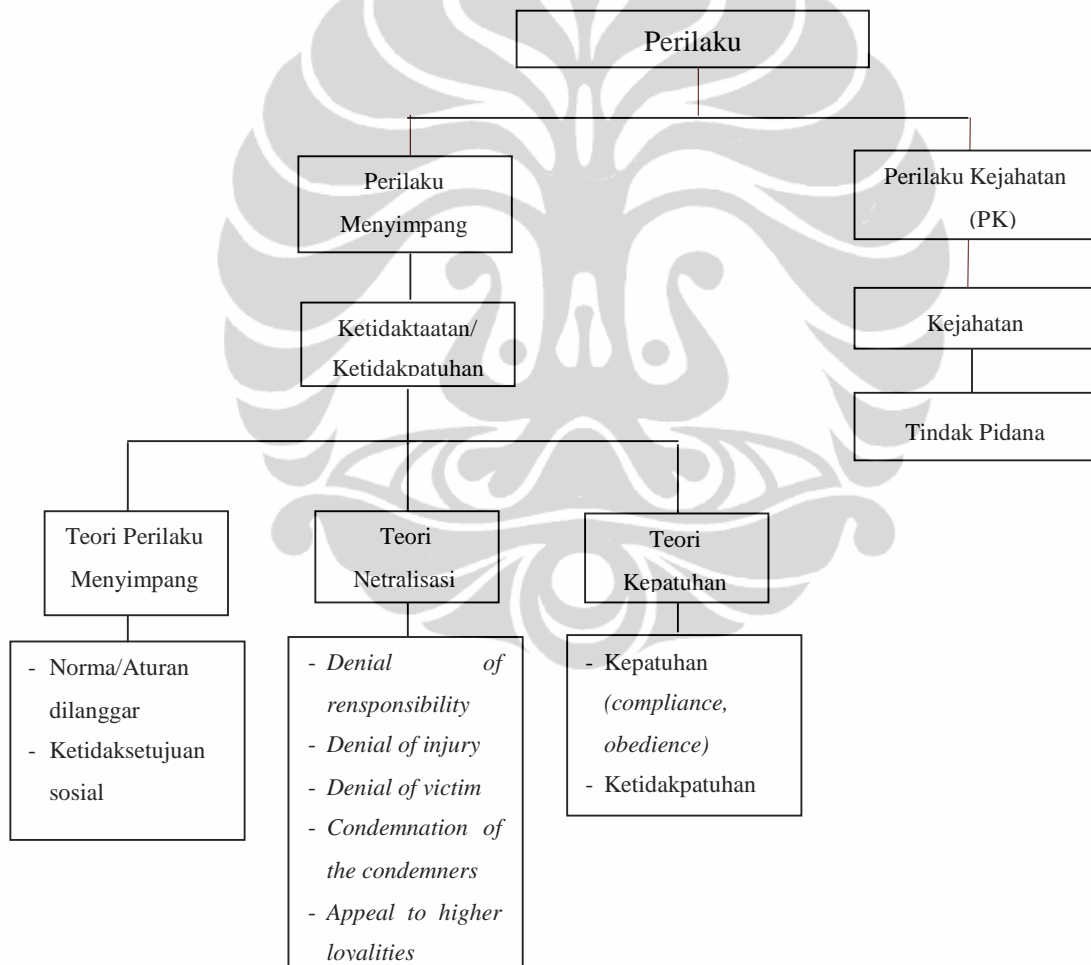 Perilaku
Perilaku
Menyimpang
Perilaku Kejahatan
(PK)
Ketidaktaatan/
Ketidakpatuhan
Kejahatan
Tindak Pidana
Teori Perilaku
Menyimpang
Teori
Netralisasi
Teori
Kepatuhan
- Norma/Aturan
dilanggar
- Ketidaksetujuan
sosial
- Denial of
rensponsibility
- Denial of injury
- Denial of victim
- Condemnation of
the condemners
- Appeal to higher
loyalities
- Kepatuhan
(compliance,
obedience)
- Ketidakpatuhan